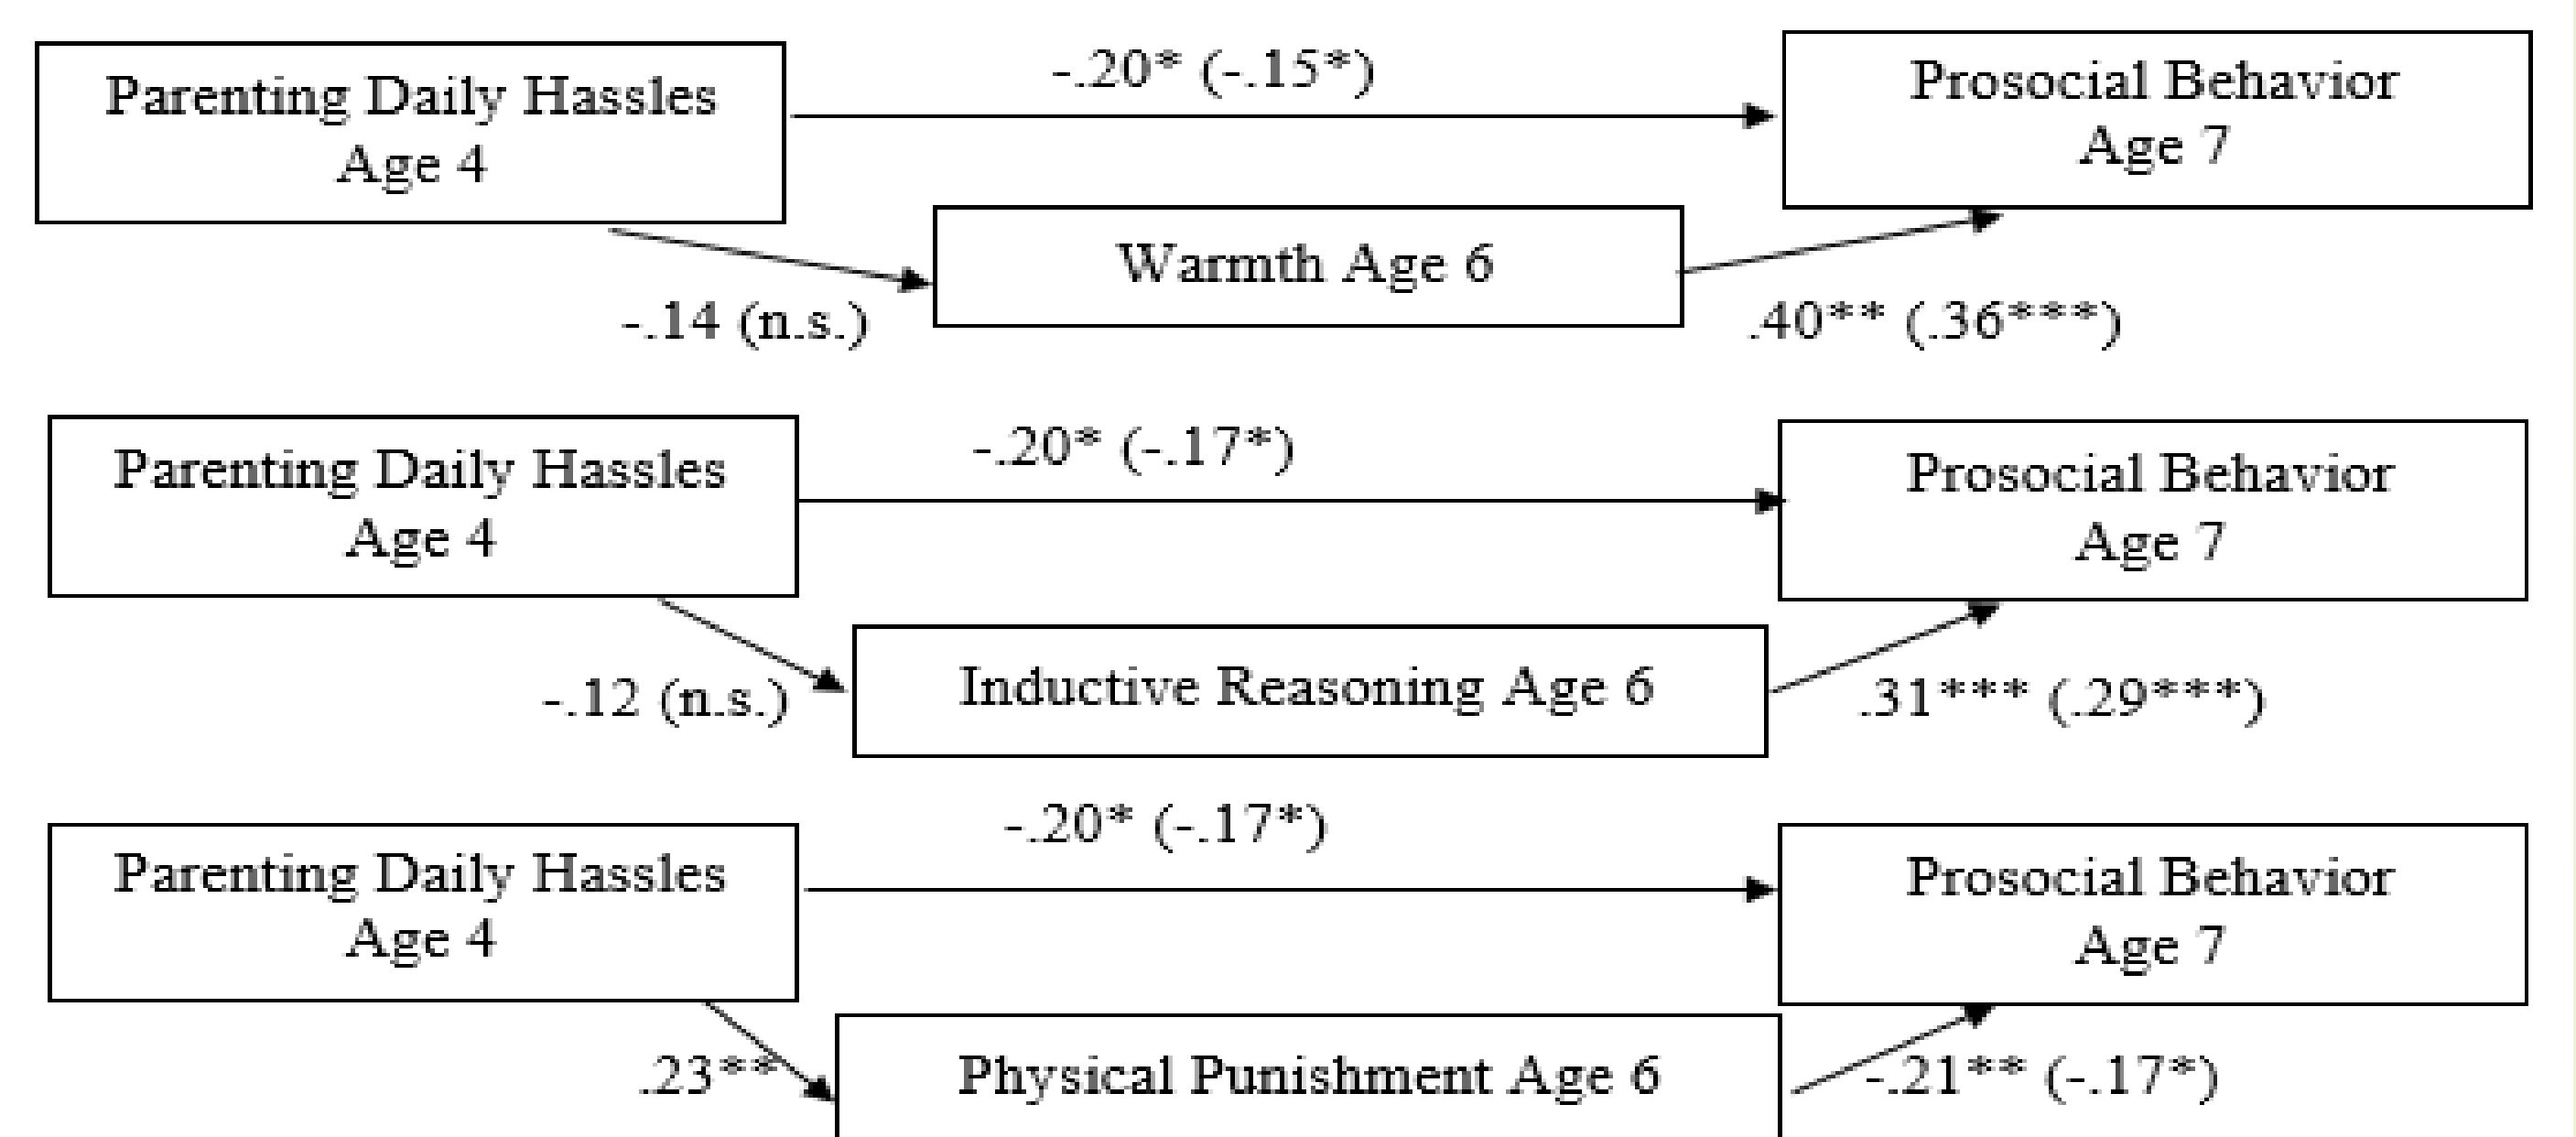 Parenting Daily Hassles
Age 4
-.20* (-.15*)
Prosocial Behavior
Age 7
Warmth Age 6
-.14 (n.s.)
.40** (.36***)
Parenting Daily Hassles
Age 4
-.20* (-.17*)
Prosocial Behavior
Age 7
Inductive Reasoning Age 6
-.12 (n.s.)
.31*** (.29***)
Parenting Daily Hassles
Age 4
-.20* (-.17*)
Prosocial Behavior
Age 7
.23**
Physical Punishment Age 6
-.21** (-.17*)